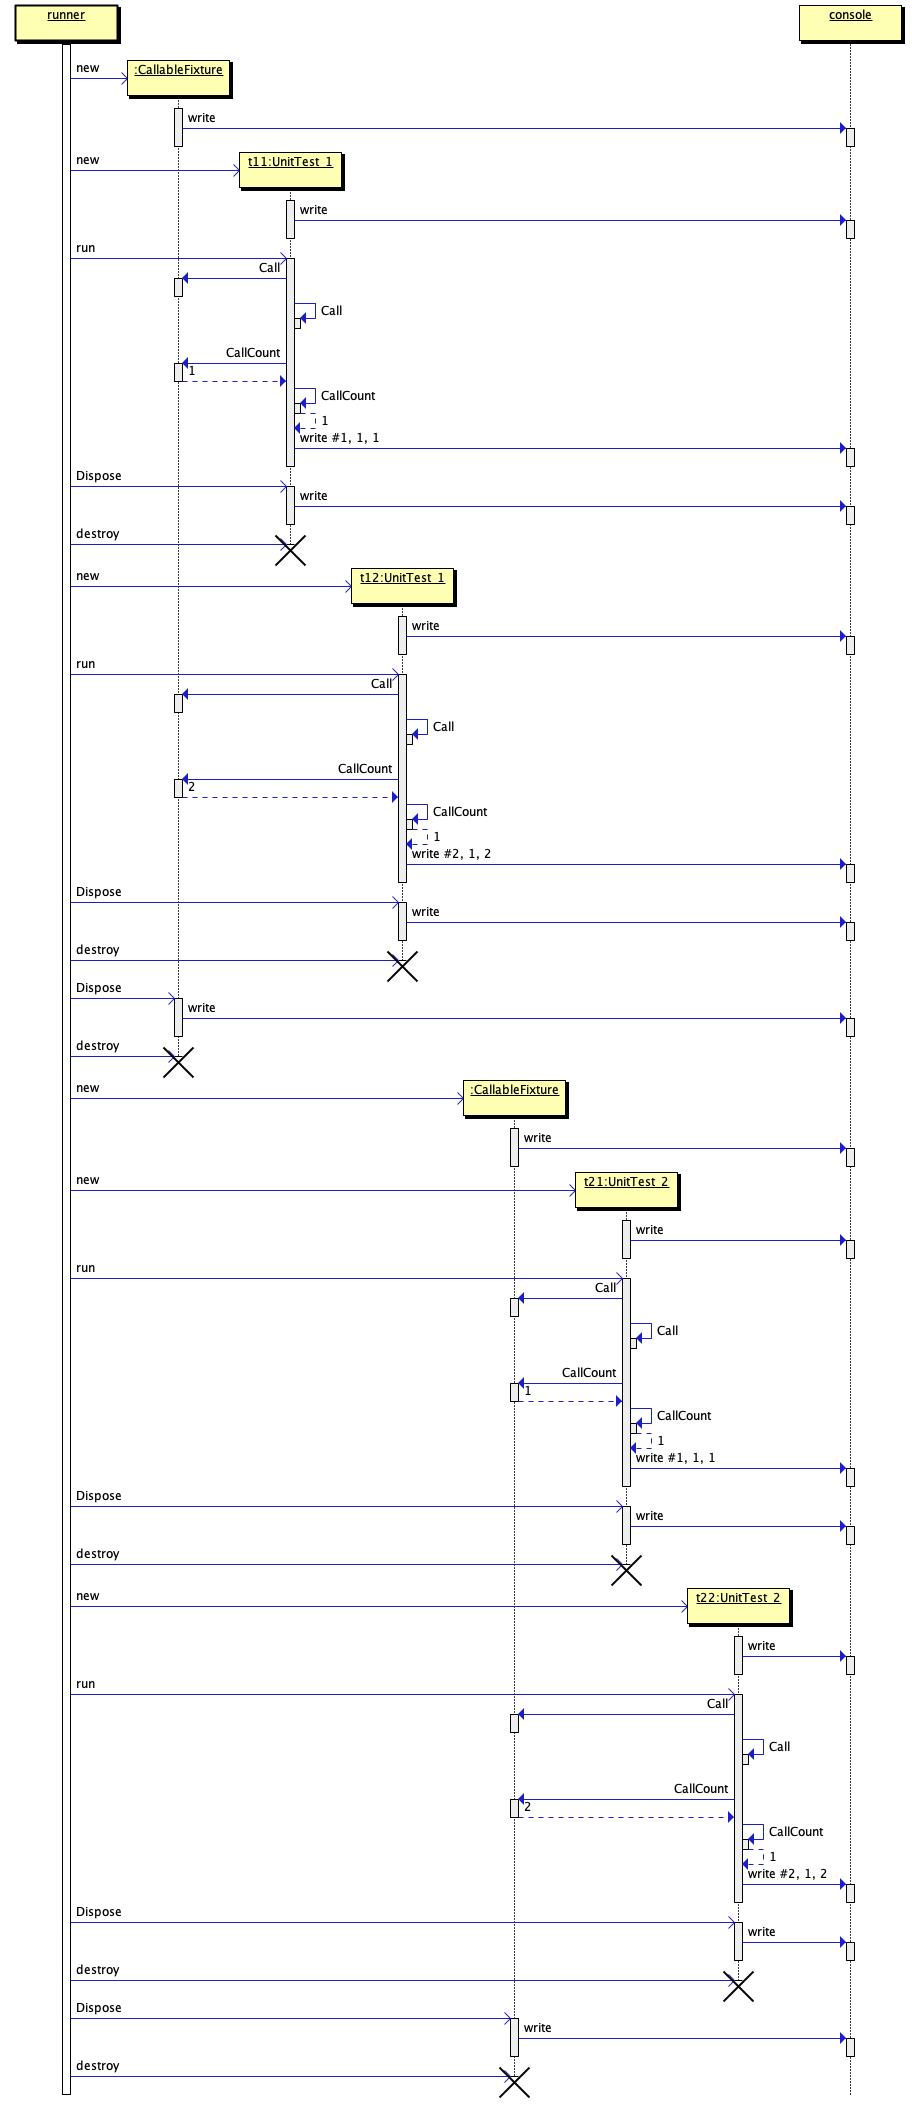 runner
console
new
:CallableFixture
write
new
t11:UnitTest_1
write
run
Call
Call
CallCount
1
CallCount
1
write #1, 1, 1
Dispose
write
destroy
new
t12:UnitTest_1
write
run
Call
Call
CallCount
2
CallCount
1
write #2, 1, 2
Dispose
write
destroy
Dispose
write
destroy
new
:CallableFixture
write
new
t21:UnitTest_2
write
run
Call
Call
CallCount
1
CallCount
1
write #1, 1, 1
Dispose
write
destroy
new
t22:UnitTest_2
write
run
Call
Call
CallCount
2
CallCount
1
write #2, 1, 2
Dispose
write
destroy
Dispose
write
destroy